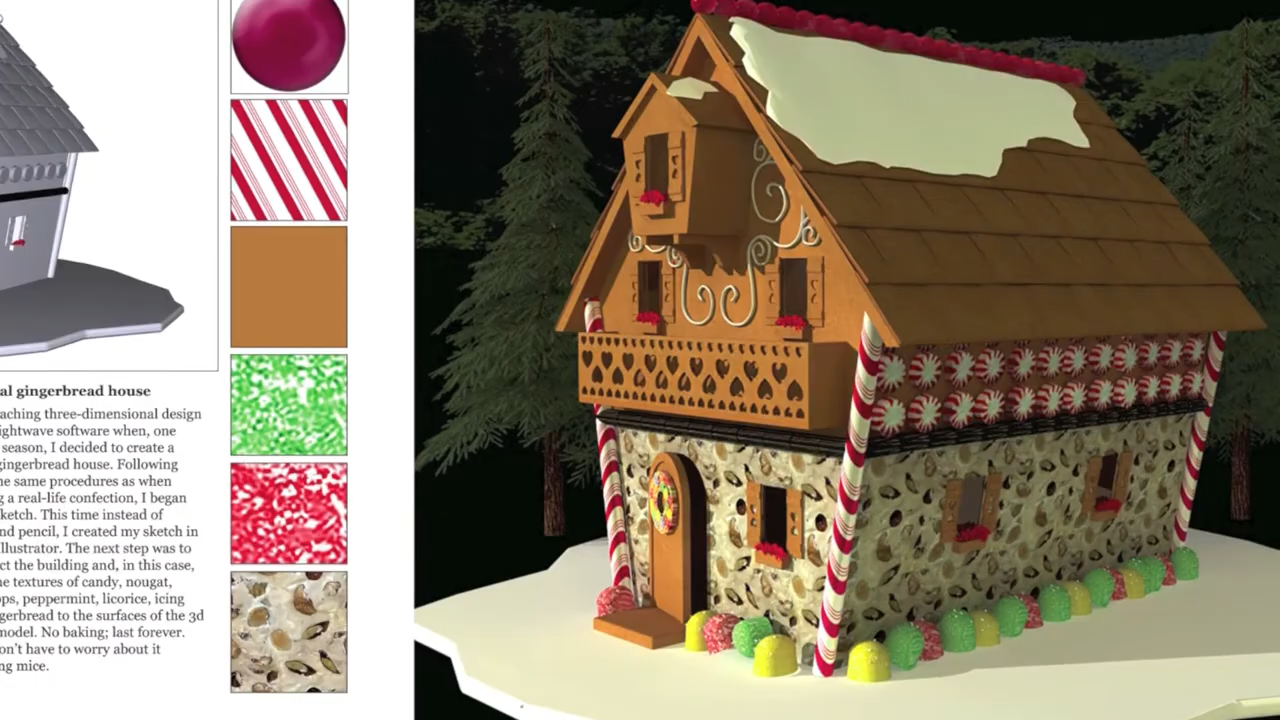 al gingerbread house
aching three-dimensional design
ightwave software when, one
season, I decided to create a
gingerbread house. Following
he same procedures as when
g a real-life confection, I began
ketch. This time instead of
nd pencil, I created my sketch in
llustrator. The next step was to
ct the building and, in this case,
he textures of candy, nougat,
ps, peppermint, licorice, icing
gerbread to the surfaces of the 3d
model. No baking; last forever.
on't have to worry about it
ng mice.